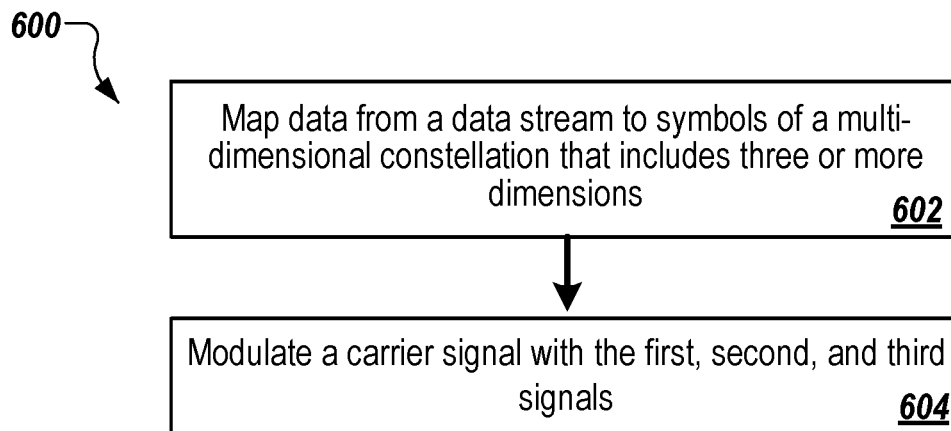 600
Map data from a data stream to symbols of a multi-
dimensional constellation that includes three or more
dimensions
602
Modulate a carrier signal with the first, second, and third
signals
604